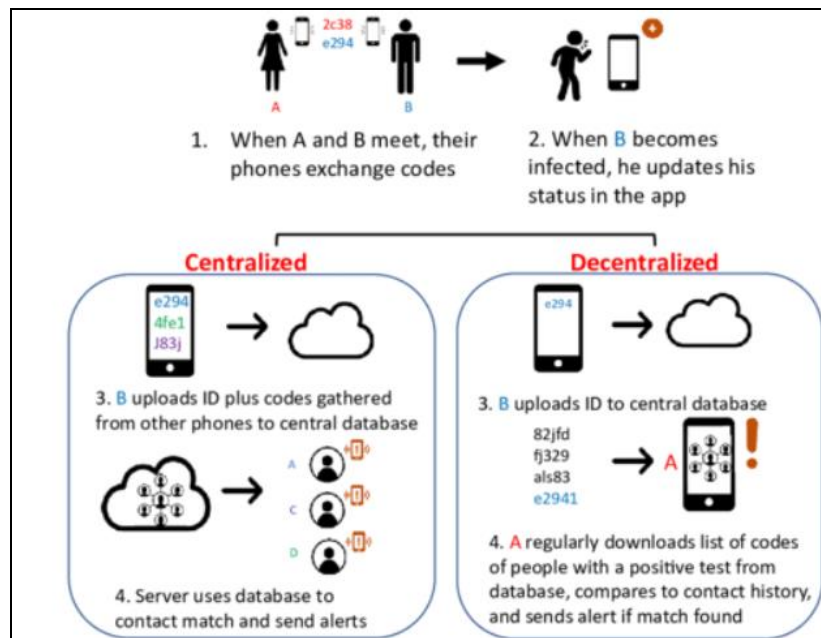 2c38
e294
A
B
1. When A and B meet, their
phones exchange codes
2. When B becomes
infected, he updates his
status in the app
Centralized
e294
4fe1
J83j
3. B uploads ID plus codes gathered
from other phones to central database
A
C
D
4. Server uses database to
contact match and send alerts
Decentralized
e294
3. B uploads ID to central database
82jfd
fj329
als83
e2941
A
!
4. A regularly downloads list of codes
of people with a positive test from
database, compares to contact history,
and sends alert if match found